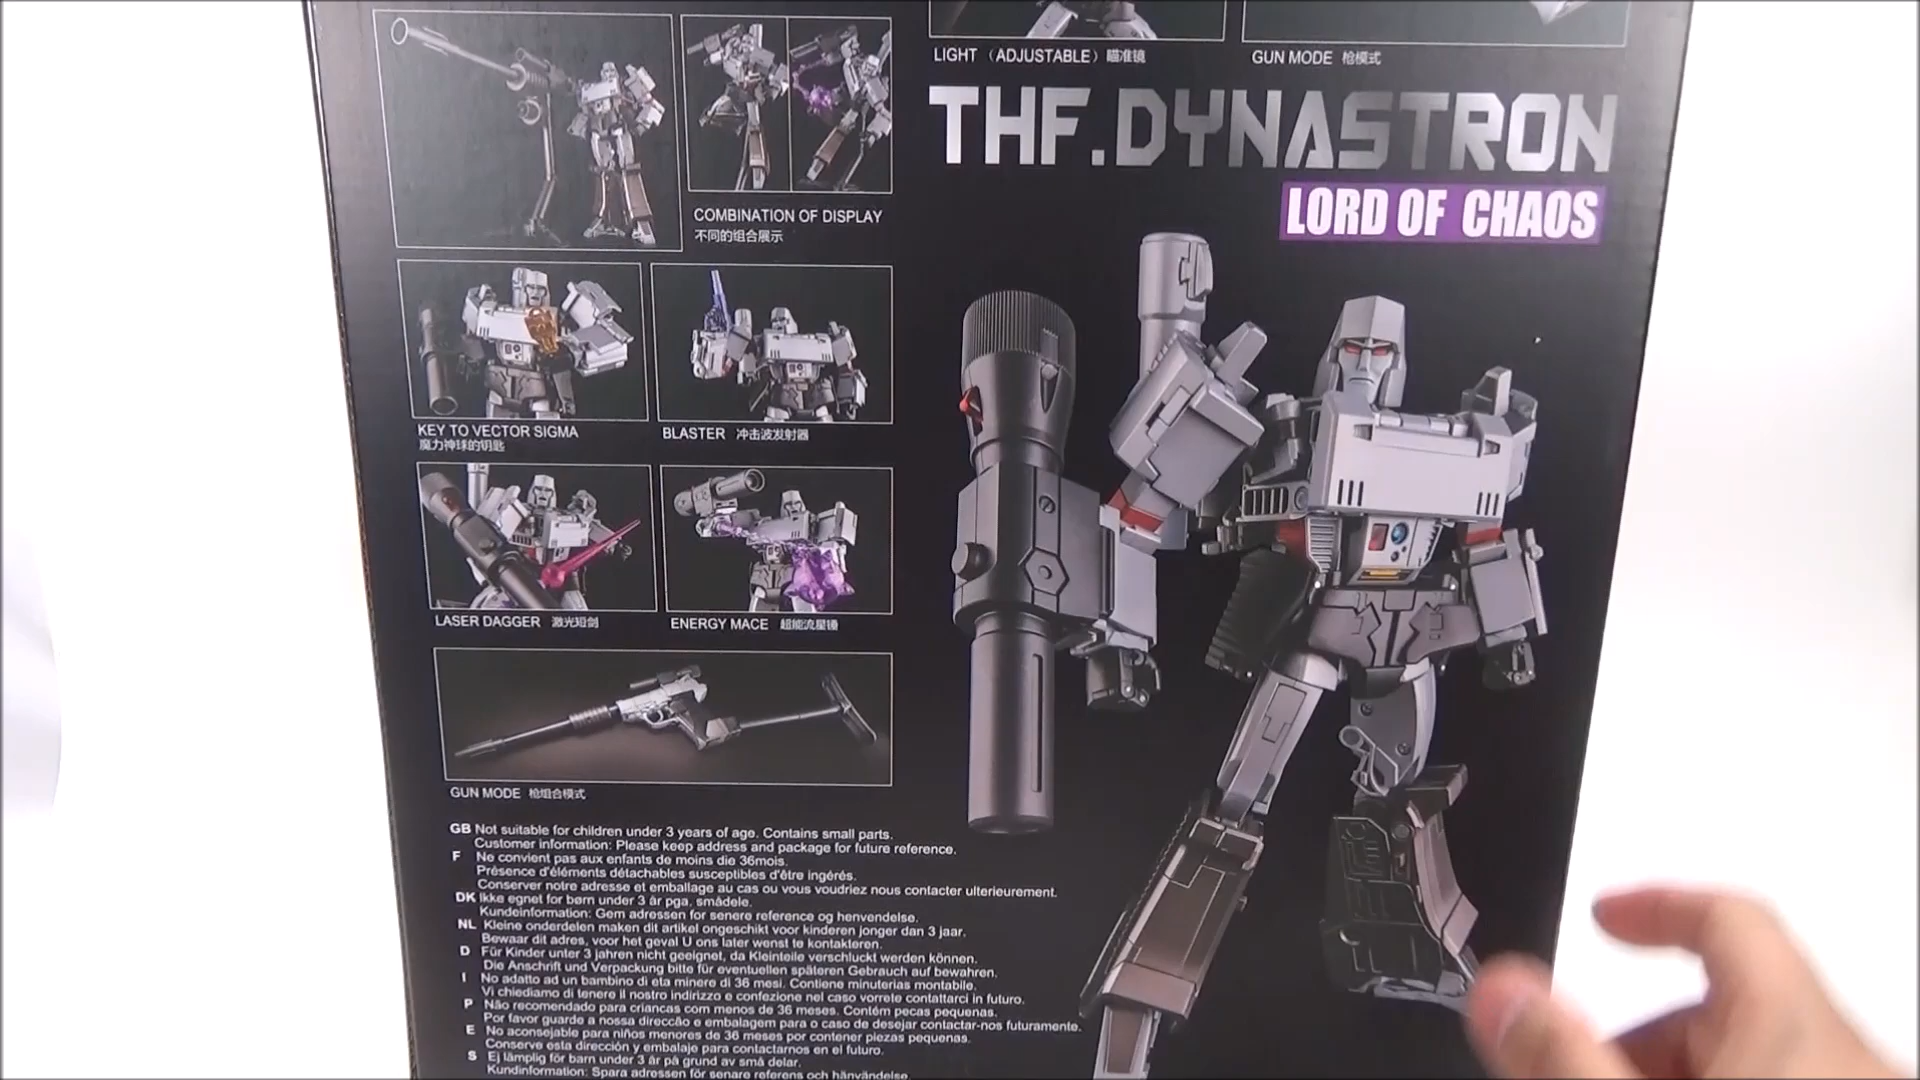 LIGHT （ADJUSTABLE）瞄准镜
GUN MODE 枪模式
THF.DYNASTRON
LORD OF CHAOS
COMBINATION OF DISPLAY
不同的组合展示
KEY TO VECTOR SIGMA
魔力神球的钥匙
BLASTER 冲击波发射器
LASER DAGGER 激光短剑
ENERGY MACE 超能流星锤
GUN MODE 枪组合模式
GB Not suitable for children under 3 years of age. Contains small parts.
Customer information: Please keep address and package for future reference.
F Ne convient pas aux enfants de moins die 36mois.
Présence d'éléments détachables susceptibles d'être ingérés.
Conserver notre adresse et emballage au cas ou vous voudriez nous contacter ulterieurement.
DK Ikke egnet for børn under 3 år pga. smådele.
Kundeinformation: Gem adressen for senere reference og henvendelse.
NL Kleine onderdelen maken dit artikel ongeschikt voor kinderen jonger dan 3 jaar.
Bewaar dit adres, voor het geval U ons later wenst te kontakteren.
D Für Kinder unter 3 jahren nicht geeignet, da Kleinteile verschluckt werden können.
Die Anschrift und Verpackung bitte für eventuellen späteren Gebrauch auf bewahren.
I No adatto ad un bambino di eta minere di 36 mesi. Contiene minuterias montabile.
Vi chiediamo di tenere il nostro indirizzo e confezione nel caso vorrete contattarci in futuro.
P Não recomendado para criancas com menos de 36 meses. Contém pecas pequenas.
Por favor guarde a nossa direccão e embalagem para o caso de desejar contactar-nos futuramente.
E No aconsejable para niños menores de 36 meses por contener piezas pequenas.
Conserve esta dirección y embalaje para contactarnos en el futuro.
S Ej lämplig för barn under 3 år på grund av små delar.
Kundinformation: Spara adressen för senare referens och hänvändelse.